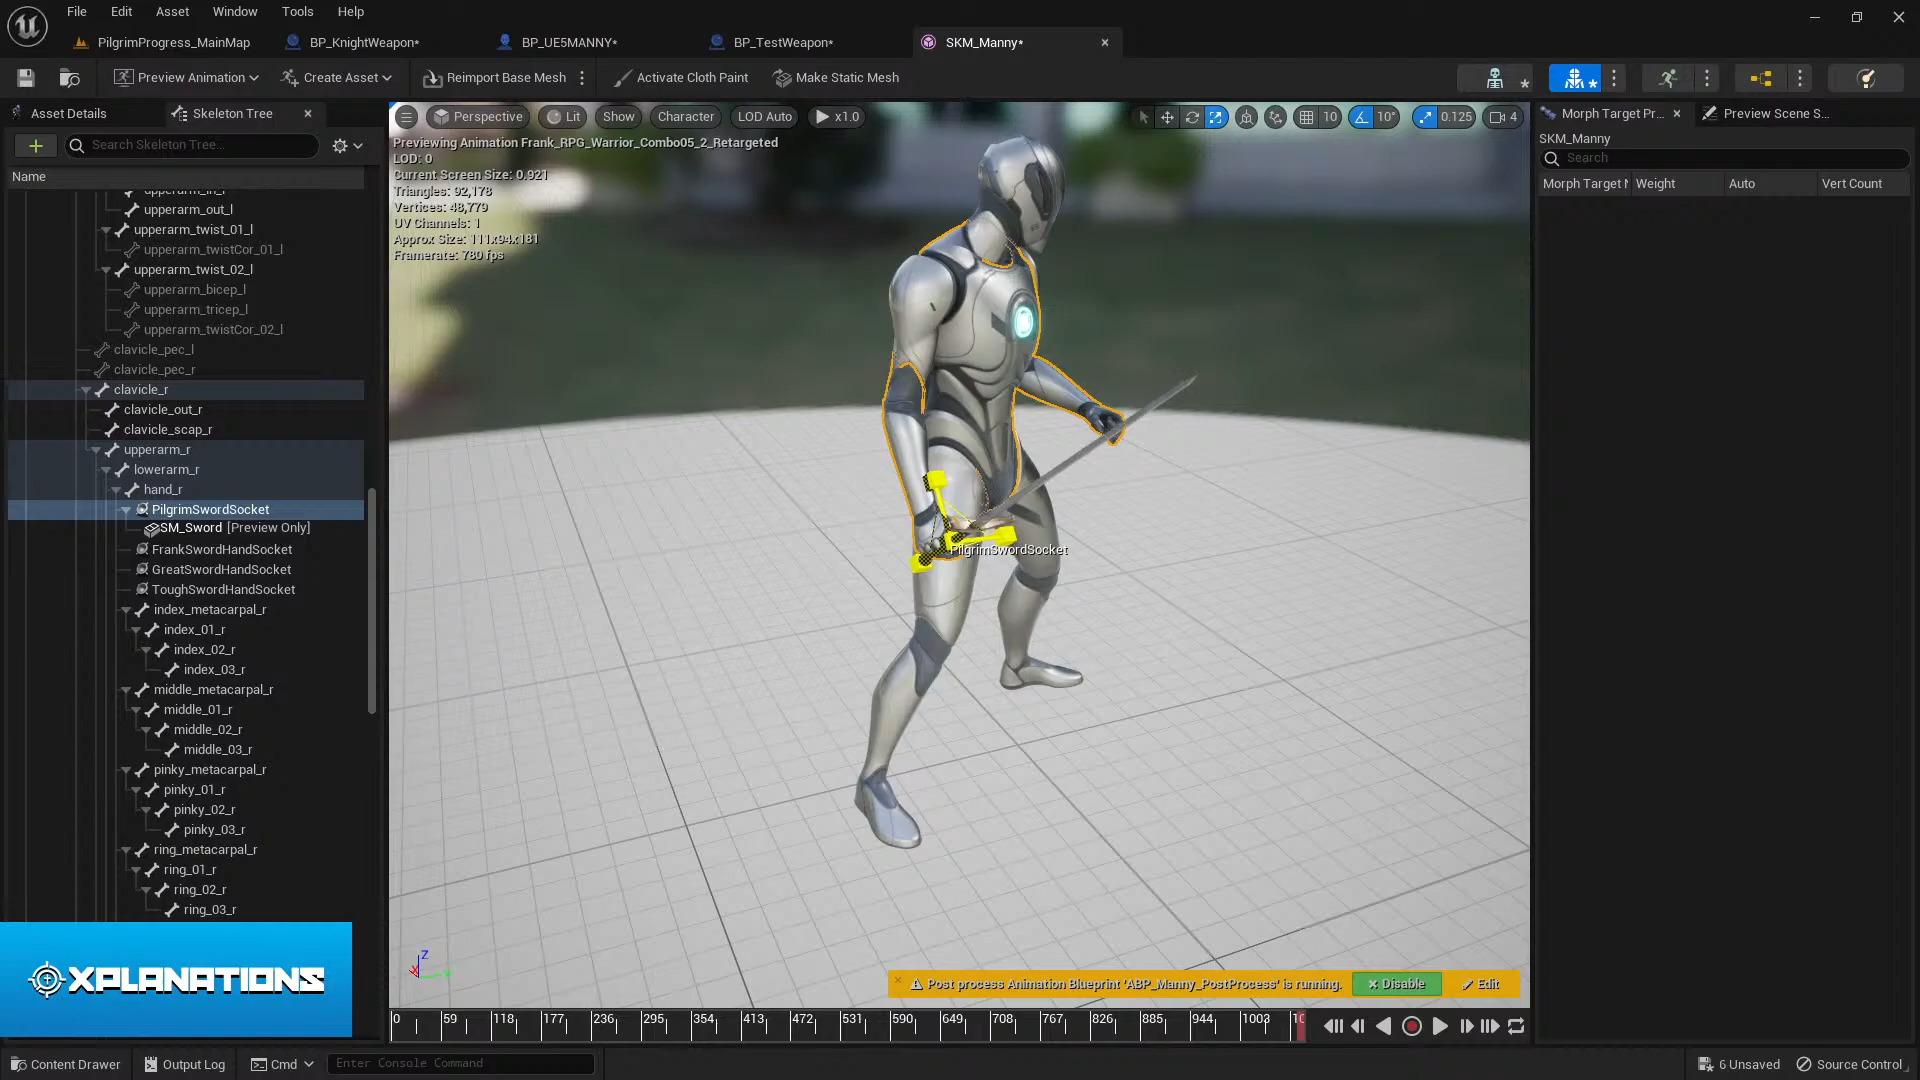 File Edit Asset Window Tools Help
PilgrimProgress_MainMap BP_KnightWeapon* BP_UE5MANNY* BP_TestWeapon* SKM_Manny*
Preview Animation Create Asset Reimport Base Mesh Activate Cloth Paint Make Static Mesh
Asset Details Skeleton Tree
Search Skeleton Tree...
Name
upperarm_in_l
upperarm_out_l
upperarm_twist_01_l
upperarm_twistCor_01_l
upperarm_twist_02_l
upperarm_bicep_l
upperarm_tricep_l
upperarm_twistCor_02_l
clavicle_pec_l
clavicle_pec_r
clavicle_r
clavicle_out_r
clavicle_scap_r
upperarm_r
lowerarm_r
hand_r
PilgrimSwordSocket
SM_Sword [Preview Only]
FrankSwordHandSocket
GreatSwordHandSocket
ToughSwordHandSocket
index_metacarpal_r
index_01_r
index_02_r
index_03_r
middle_metacarpal_r
middle_01_r
middle_02_r
middle_03_r
pinky_metacarpal_r
pinky_01_r
pinky_02_r
pinky_03_r
ring_metacarpal_r
ring_01_r
ring_02_r
ring_03_r
XPLANATIONS
Perspective Lit Show Character LOD Auto x1.0 10 10° 0.125 4
Previewing Animation Frank_RPG_Warrior_Combo05_2_Retargeted
LOD: 0
Current Screen Size: 0.921
Triangles: 92,178
Vertices: 48,779
UV Channels: 1
Approx Size: 111x94x181
Framerate: 780 fps
PilgrimSwordSocket
Z
X
Post process Animation Blueprint 'ABP_Manny_PostProcess' is running. Disable Edit
0 59 118 177 236 295 354 413 472 531 590 649 708 767 826 885 944 1003
Morph Target Pr... Preview Scene S...
SKM_Manny
Search
Morph Target Weight Auto Vert Count
Content Drawer Output Log Cmd Enter Console Command 6 Unsaved Source Control